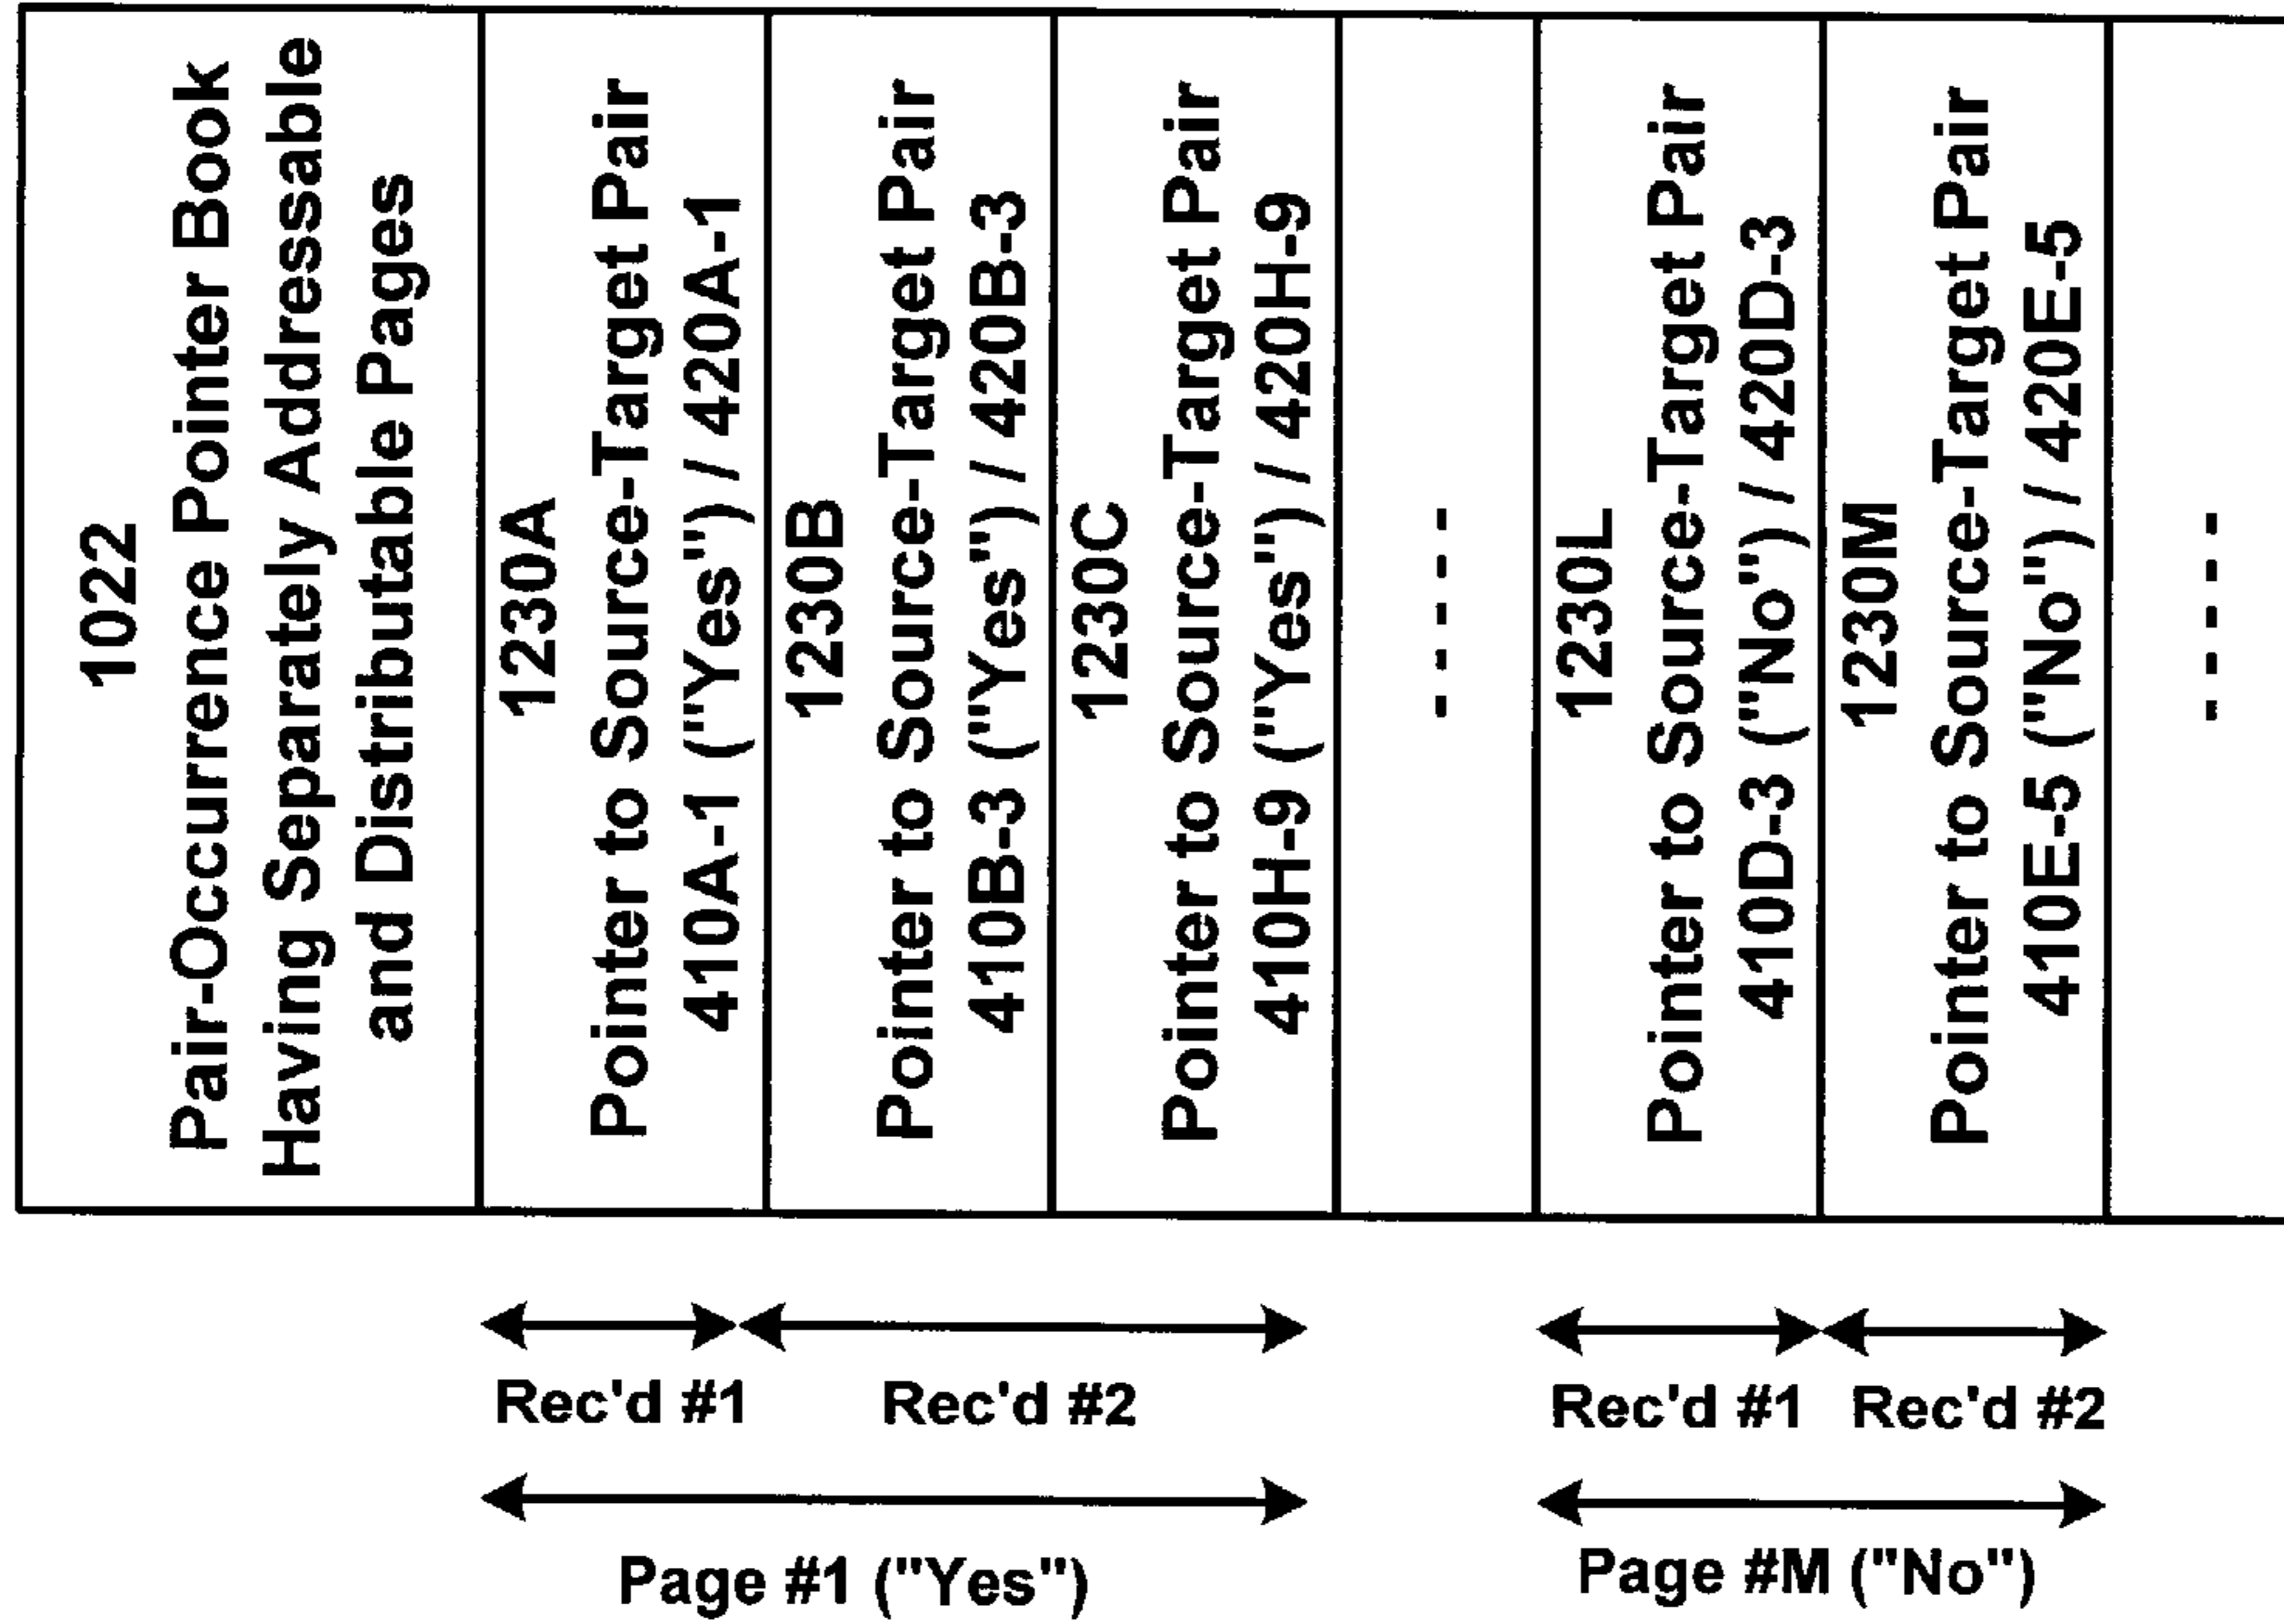 1022
Pair-Occurrence Pointer Book
Having Separately Addressable
and Distributable Pages
1230A
Pointer to Source-Target Pair
410A-1 ("Yes") / 420A-1
1230B
Pointer to Source-Target Pair
410B-3 ("Yes") / 420B-3
1230C
Pointer to Source-Target Pair
410H-9 ("Yes") / 420H-9
- - - - -
1230L
Pointer to Source-Target Pair
410D-3 ("No") / 420D-3
1230M
Pointer to Source-Target Pair
410E-5 ("No") / 420E-5
- - - - -
Rec'd #1
Rec'd #2
Rec'd #1
Rec'd #2
Page #1 ("Yes")
Page #M ("No")